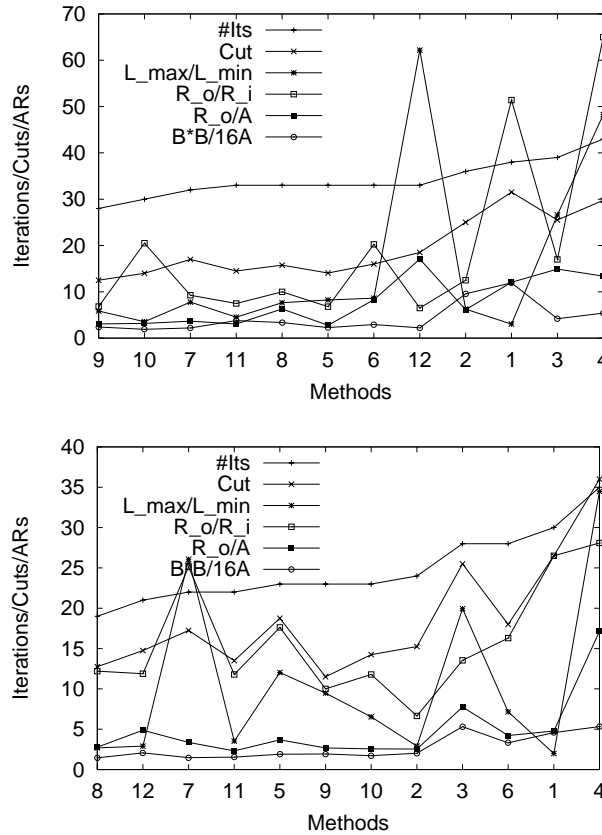 70
60
50
40
30
20
10
0
Iterations/Cuts/ARs
#Its
Cut
L_max/L_min
R_o/R_i
R_o/A
B*B/16A
9 10 7 11 8 5 6 12 2 1 3 4
Methods
40
35
30
25
20
15
10
5
0
Iterations/Cuts/ARs
#Its
Cut
L_max/L_min
R_o/R_i
R_o/A
B*B/16A
8 12 7 11 5 9 10 2 3 6 1 4
Methods